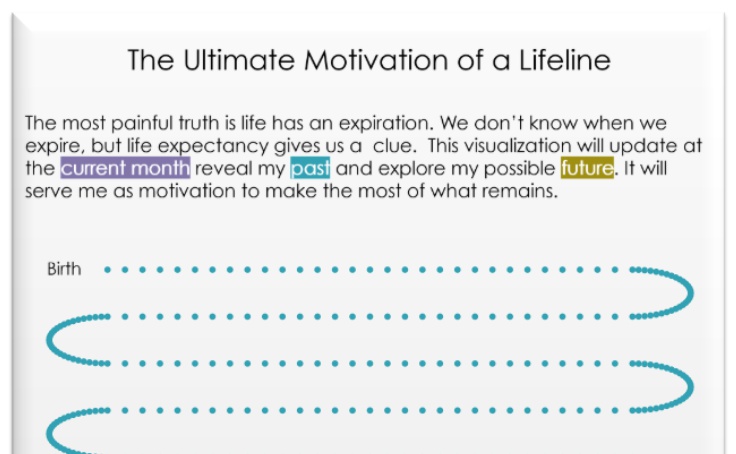 The Ultimate Motivation of a Lifeline
The most painful truth is life has an expiration. We don't know when we
expire, but life expectancy gives us a  clue.  This visualization will update at
the current month reveal my past and explore my possible future. It will
serve me as motivation to make the most of what remains.
Birth